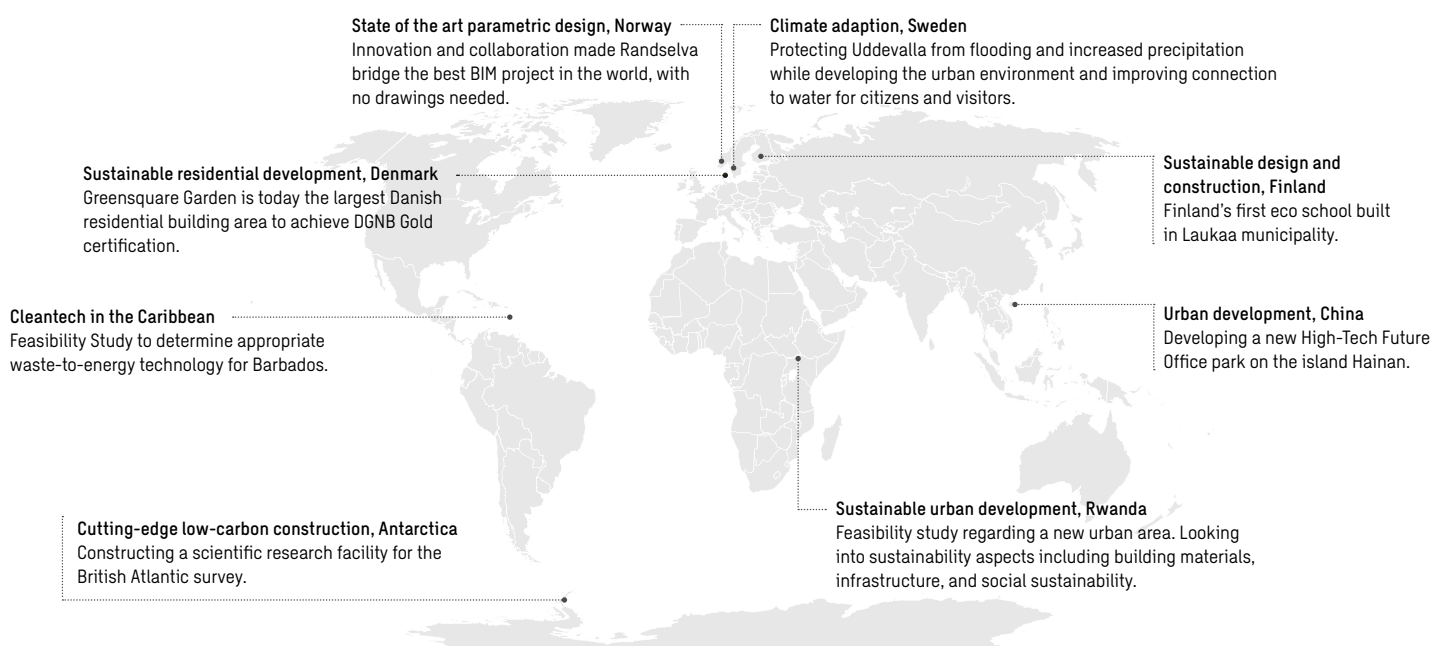 State of the art parametric design, Norway
Innovation and collaboration made Randselva
bridge the best BIM project in the world, with
no drawings needed.
Climate adaption, Sweden
Protecting Uddevalla from flooding and increased precipitation
while developing the urban environment and improving connection
to water for citizens and visitors.
Sustainable residential development, Denmark
Greensquare Garden is today the largest Danish
residential building area to achieve DGNB Gold
certification.
Sustainable design and
construction, Finland
Finland's first eco school built
in Laukaa municipality.
Cleantech in the Caribbean
Feasibility Study to determine appropriate
waste-to-energy technology for Barbados.
Urban development, China
Developing a new High-Tech Future
Office park on the island Hainan.
Cutting-edge low-carbon construction, Antarctica
Constructing a scientific research facility for the
British Atlantic survey.
Sustainable urban development, Rwanda
Feasibility study regarding a new urban area. Looking
into sustainability aspects including building materials,
infrastructure, and social sustainability.